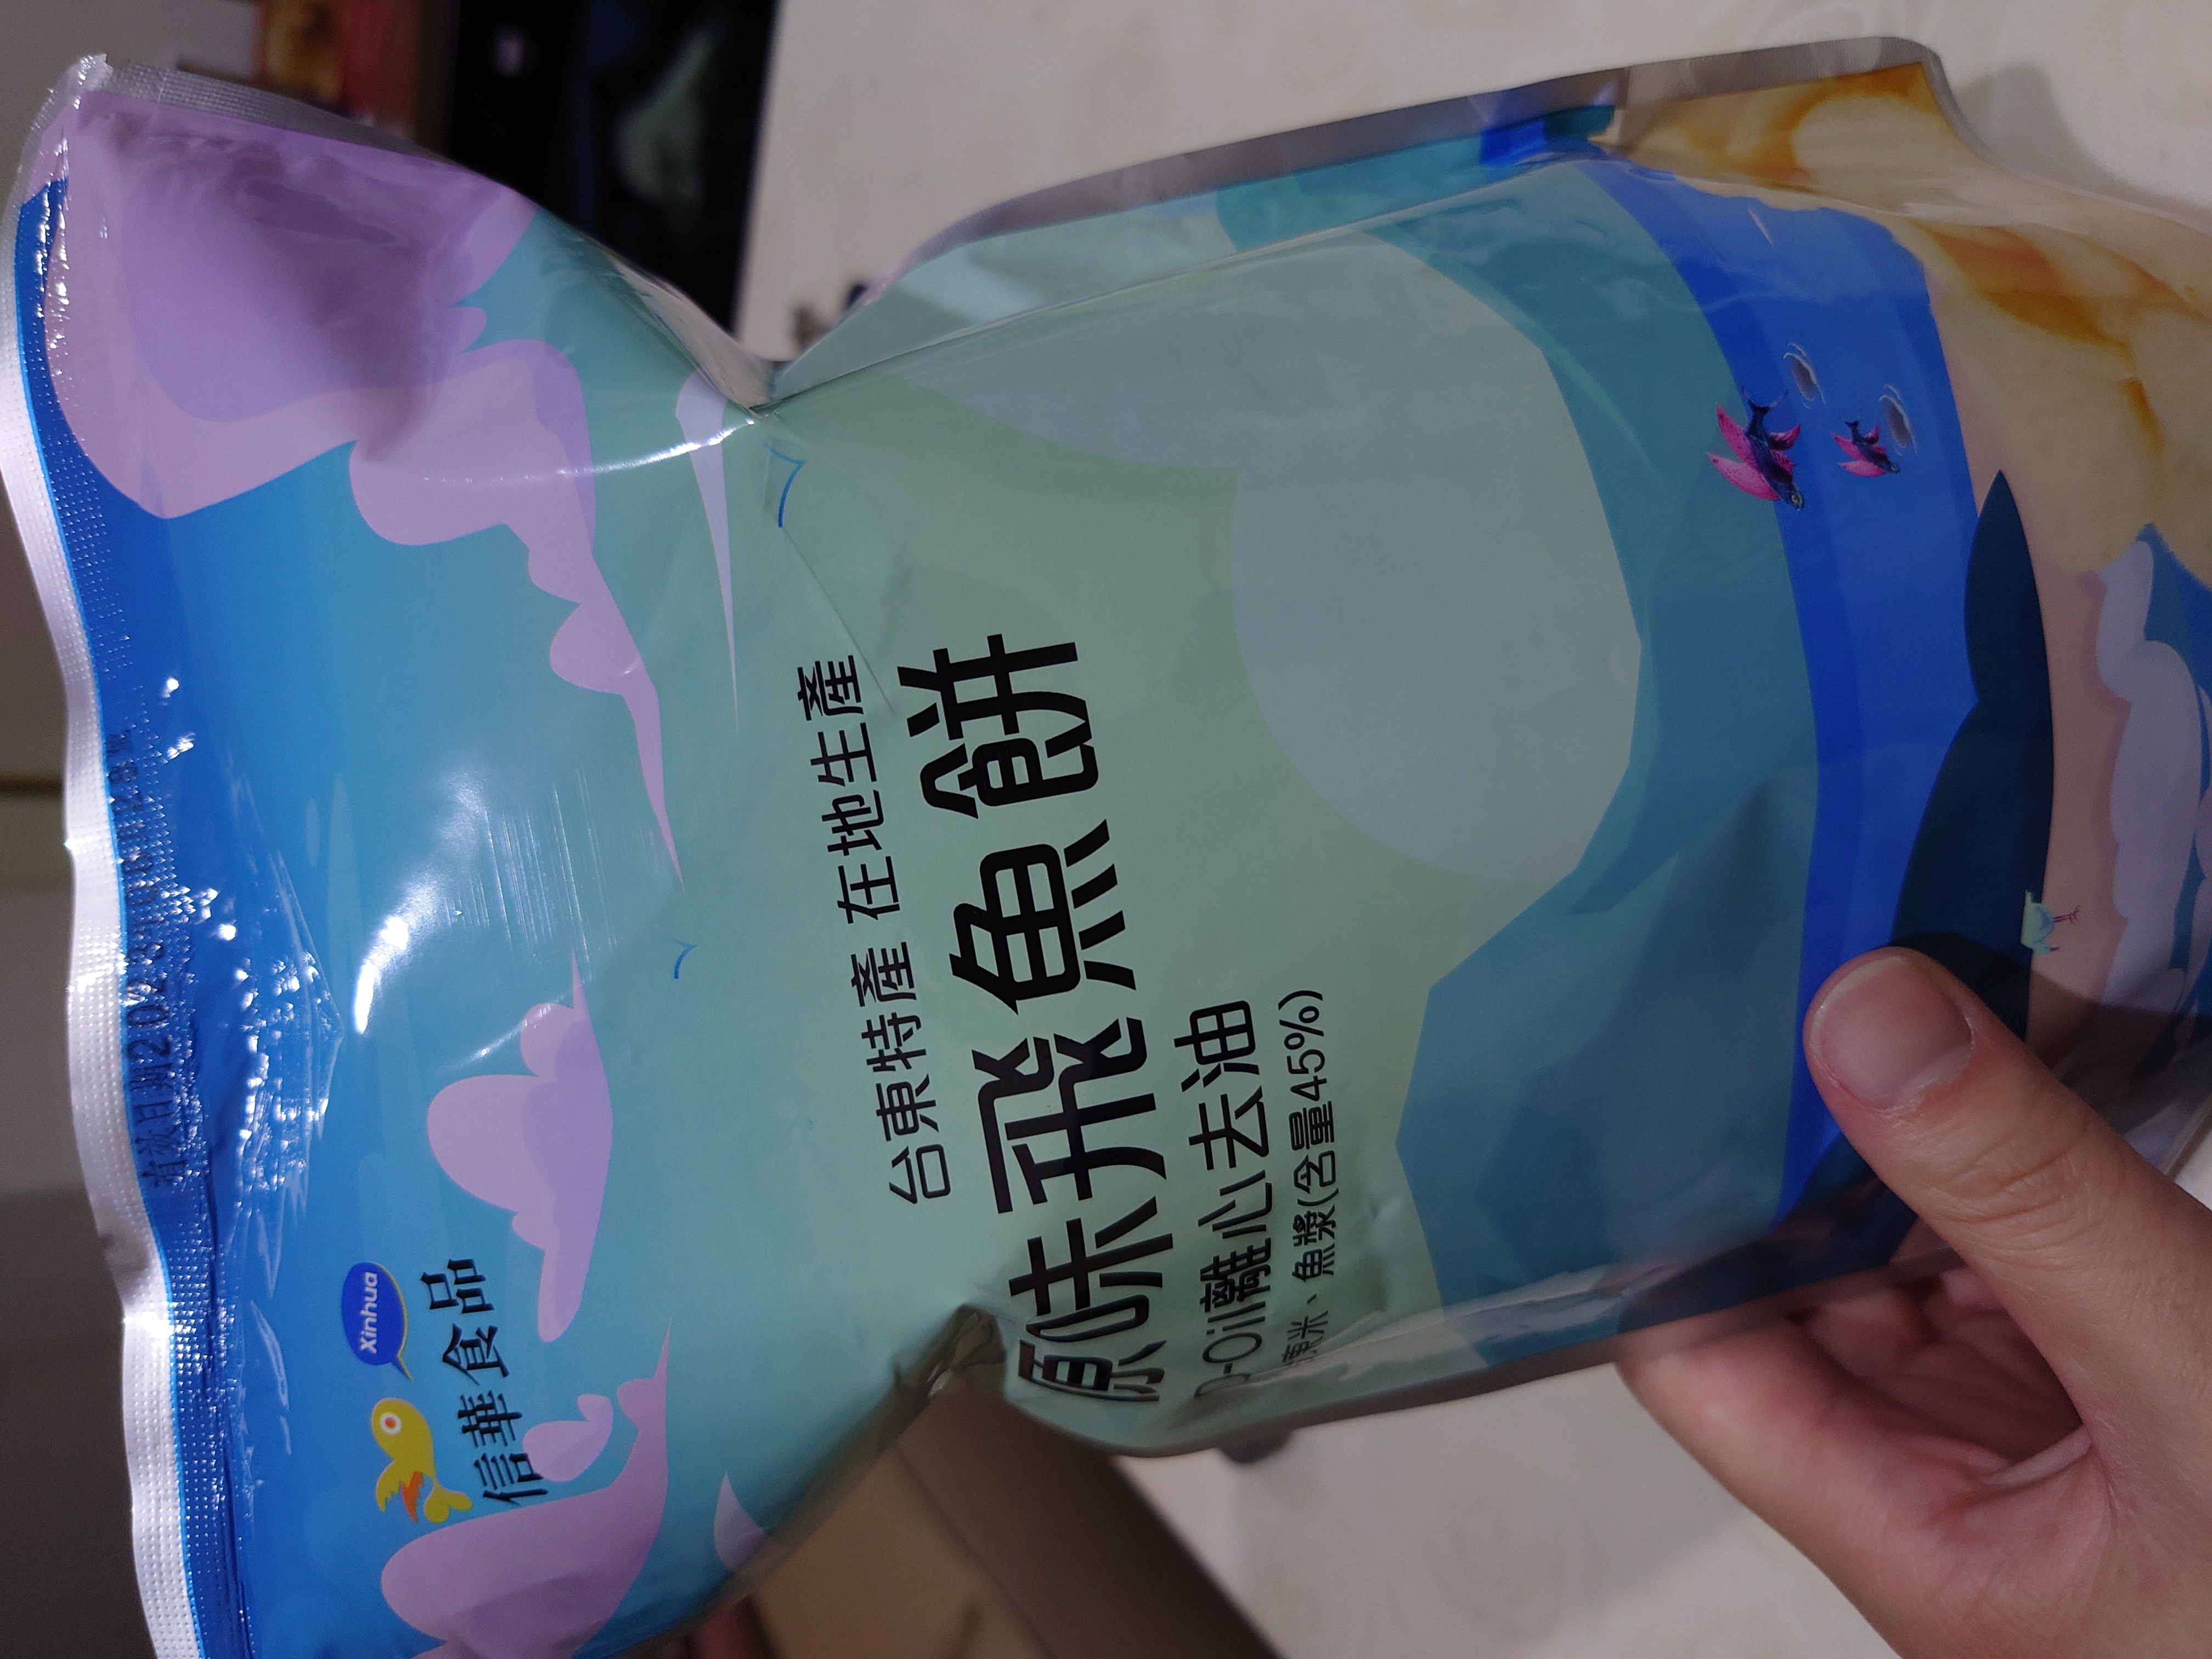 Xinhua
信華食品
台東特產 在地生產
原味飛魚餅
D-Oil離心去油
魚漿(含量45%)